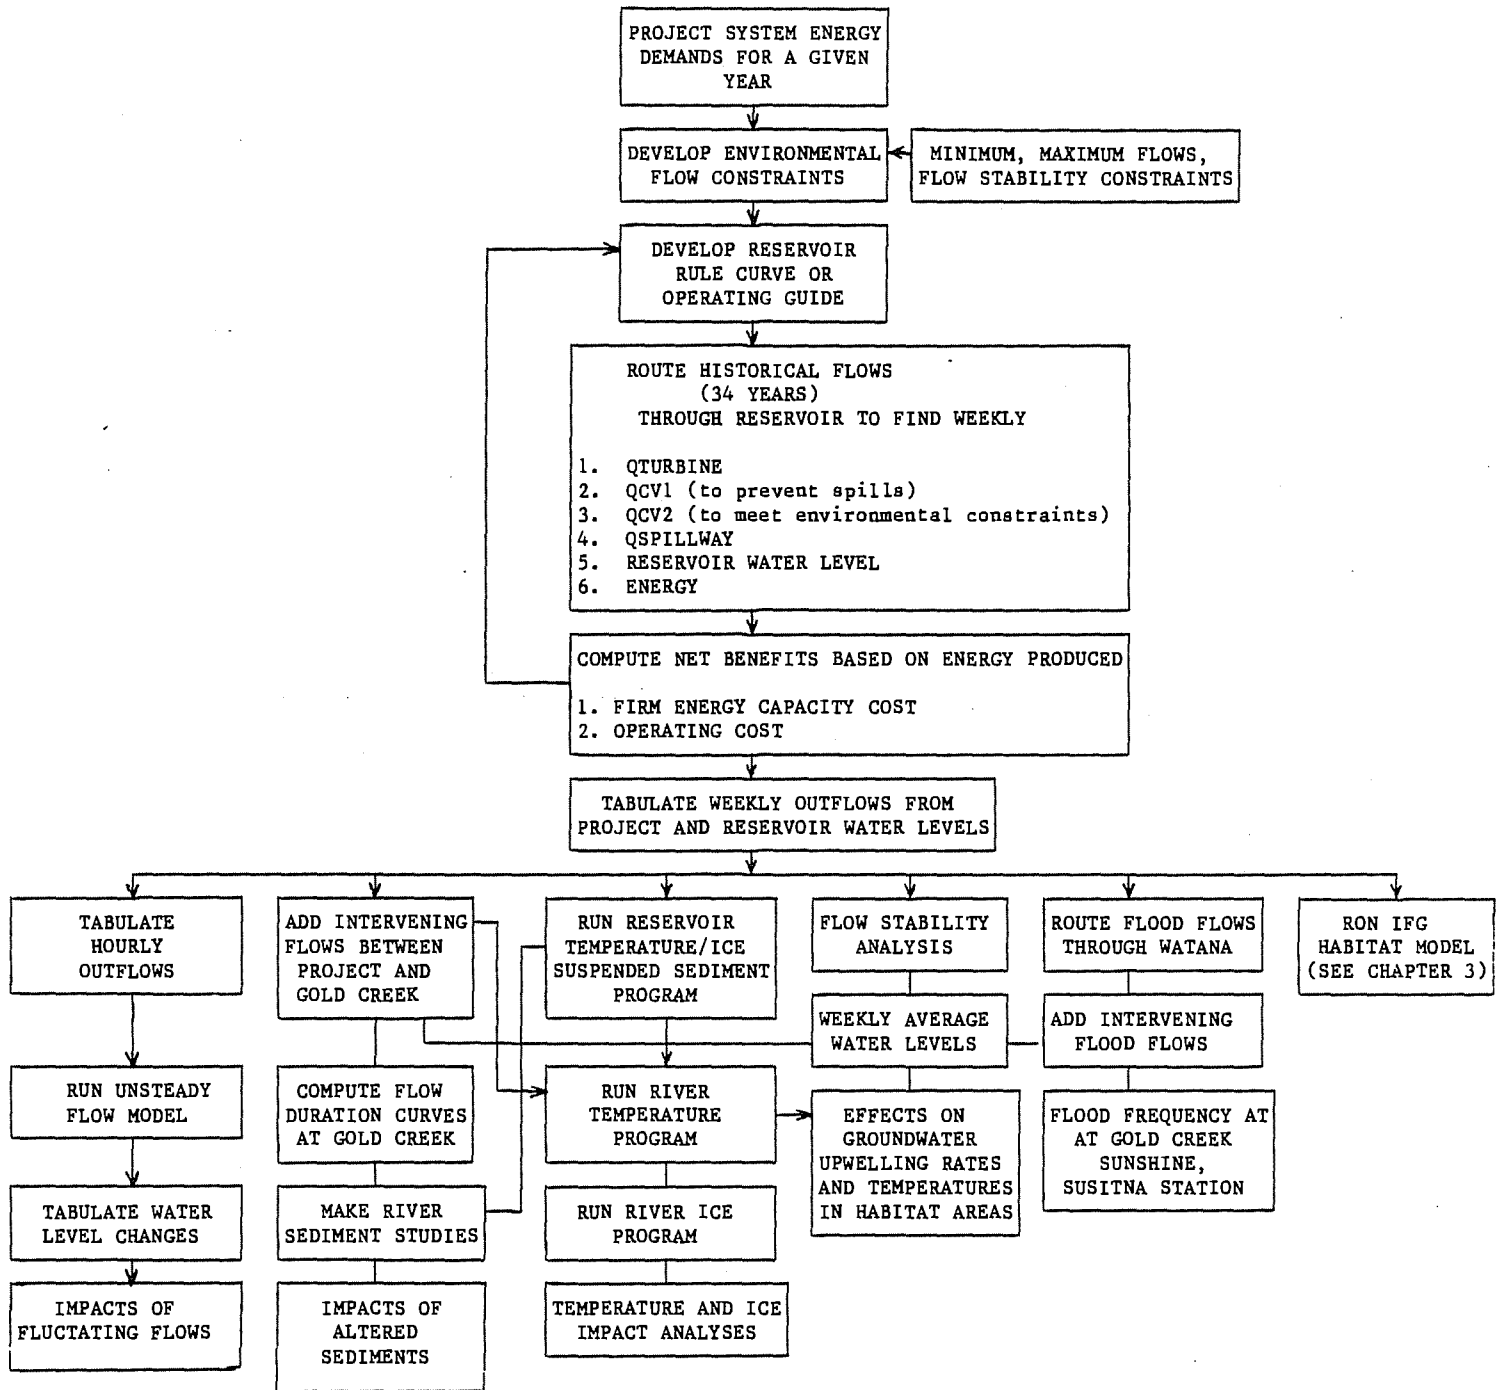 PROJECT SYSTEM ENERGY
DEMANDS FOR A GIVEN
YEAR
DEVELOP ENVIRONMENTAL
FLOW CONSTRAINTS
MINIMUM, MAXIMUM FLOWS,
FLOW STABILITY CONSTRAINTS
DEVELOP RESERVOIR
RULE CURVE OR
OPERATING GUIDE
ROUTE HISTORICAL FLOWS
(34 YEARS)
THROUGH RESERVOIR TO FIND WEEKLY
1. QTURBINE
2. QCV1 (to prevent spills)
3. QCV2 (to meet environmental constraints)
4. QSPILLWAY
5. RESERVOIR WATER LEVEL
6. ENERGY
COMPUTE NET BENEFITS BASED ON ENERGY PRODUCED
1. FIRM ENERGY CAPACITY COST
2. OPERATING COST
TABULATE WEEKLY OUTFLOWS FROM
PROJECT AND RESERVOIR WATER LEVELS
TABULATE
HOURLY
OUTFLOWS
RUN UNSTEADY
FLOW MODEL
TABULATE WATER
LEVEL CHANGES
IMPACTS OF
FLUCTATING FLOWS
ADD INTERVENING
FLOWS BETWEEN
PROJECT AND
GOLD CREEK
COMPUTE FLOW
DURATION CURVES
AT GOLD CREEK
MAKE RIVER
SEDIMENT STUDIES
IMPACTS OF
ALTERED
SEDIMENTS
RUN RESERVOIR
TEMPERATURE/ICE
SUSPENDED SEDIMENT
PROGRAM
RUN RIVER
TEMPERATURE
PROGRAM
RUN RIVER ICE
PROGRAM
TEMPERATURE AND ICE
IMPACT ANALYSES
FLOW STABILITY
ANALYSIS
WEEKLY AVERAGE
WATER LEVELS
EFFECTS ON
GROUNDWATER
UPWELLING RATES
AND TEMPERATURES
IN HABITAT AREAS
ROUTE FLOOD FLOWS
THROUGH WATANA
ADD INTERVENING
FLOOD FLOWS
FLOOD FREQUENCY AT
AT GOLD CREEK
SUNSHINE,
SUSITNA STATION
RON IFG
HABITAT MODEL
(SEE CHAPTER 3)